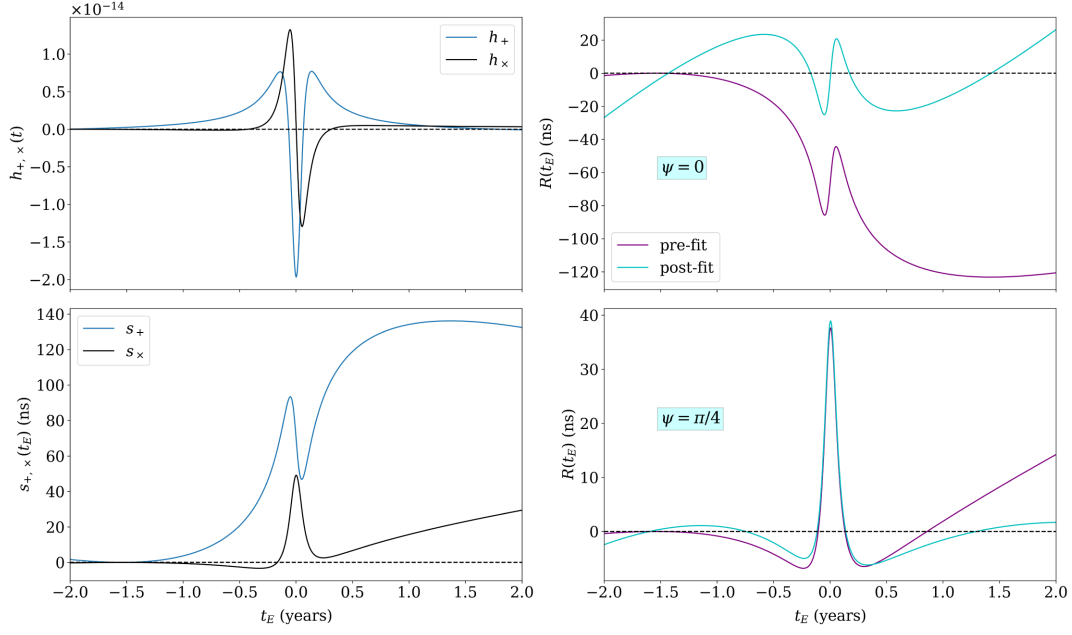 ×10⁻¹⁴
1.0
0.5
0.0
−0.5
−1.0
−1.5
−2.0
h₊,ₓ(t)
h₊
hₓ
20
0
−20
−40
−60
−80
−100
−120
R(t_E) (ns)
ψ = 0
pre-fit
post-fit
140
120
100
80
60
40
20
0
s₊,ₓ(t_E) (ns)
s₊
sₓ
−2.0 −1.5 −1.0 −0.5 0.0 0.5 1.0 1.5 2.0
t_E (years)
40
30
20
10
0
R(t_E) (ns)
ψ = π/4
−2.0 −1.5 −1.0 −0.5 0.0 0.5 1.0 1.5 2.0
t_E (years)